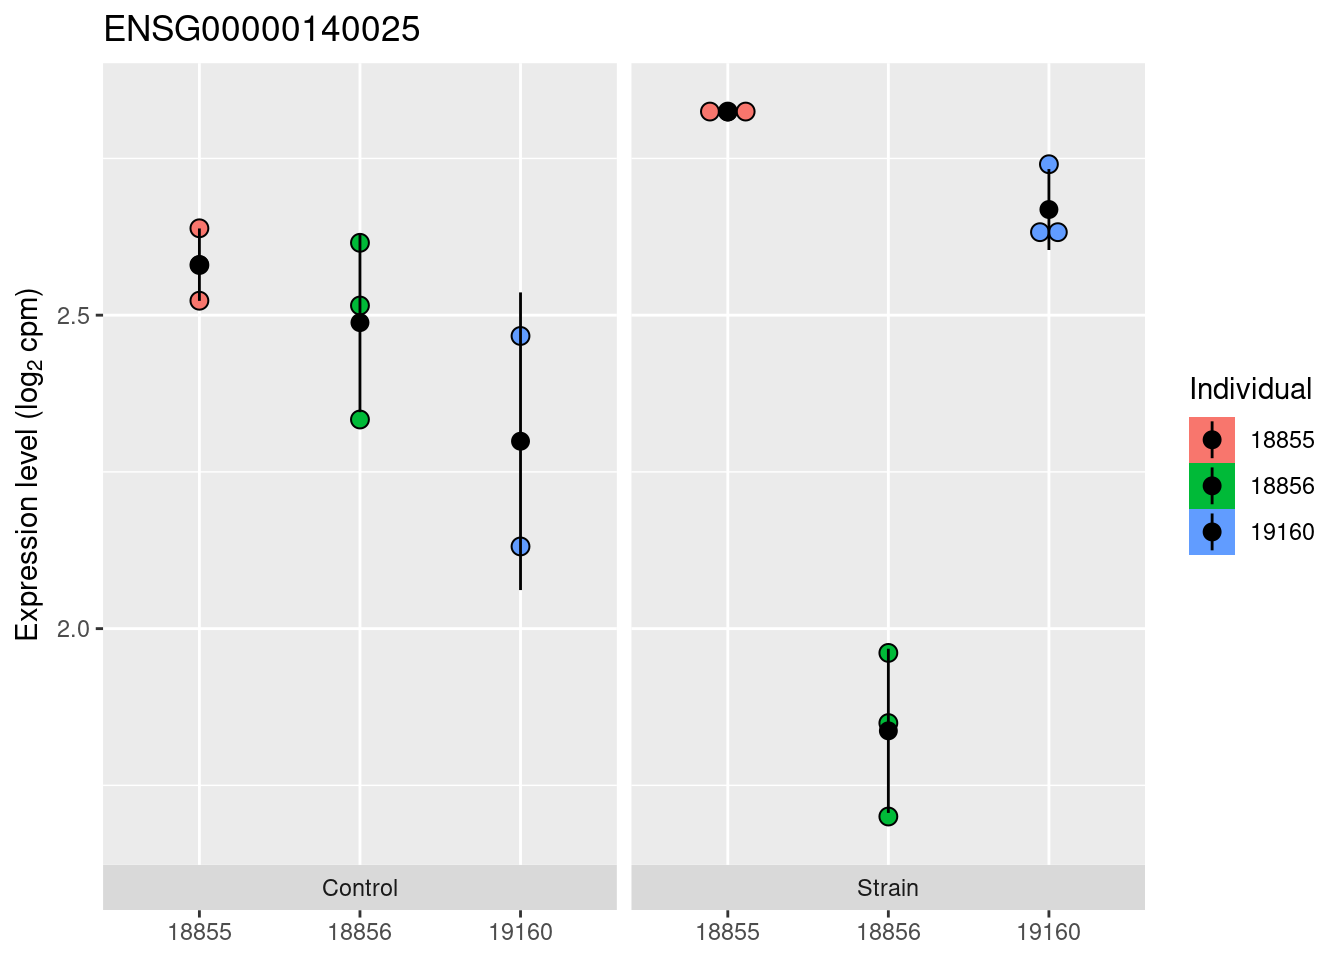 ENSG00000140025
Expression level (log₂ cpm)
2.5
2.0
Control
Strain
18855
18856
19160
18855
18856
19160
Individual
18855
18856
19160